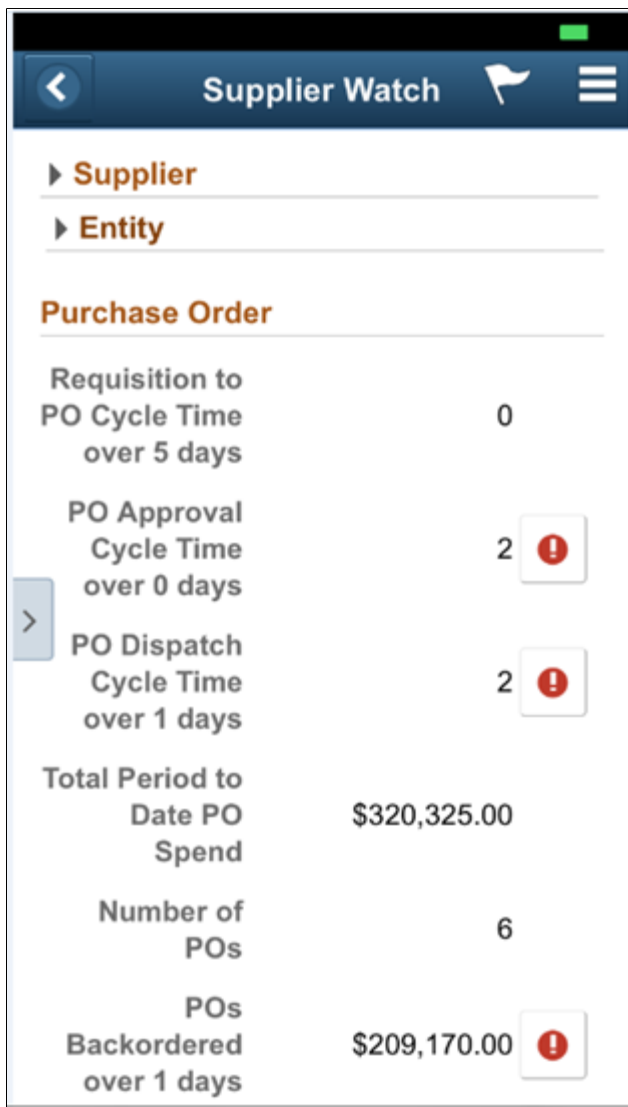 Supplier Watch
Supplier
Entity
Purchase Order
Requisition to
PO Cycle Time
over 5 days
0
PO Approval
Cycle Time
over 0 days
2
PO Dispatch
Cycle Time
over 1 days
2
Total Period to
Date PO
Spend
$320,325.00
Number of
POs
6
POs
Backordered
over 1 days
$209,170.00